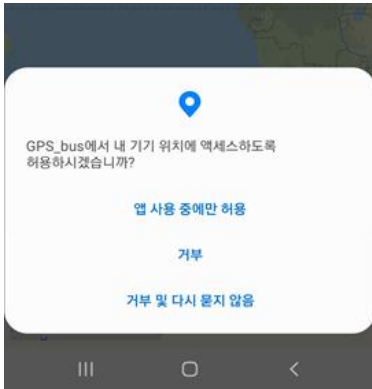 GPS_bus에서 내 기기 위치에 액세스하도록
허용하시겠습니까?
앱 사용 중에만 허용
거부
거부 및 다시 묻지 않음